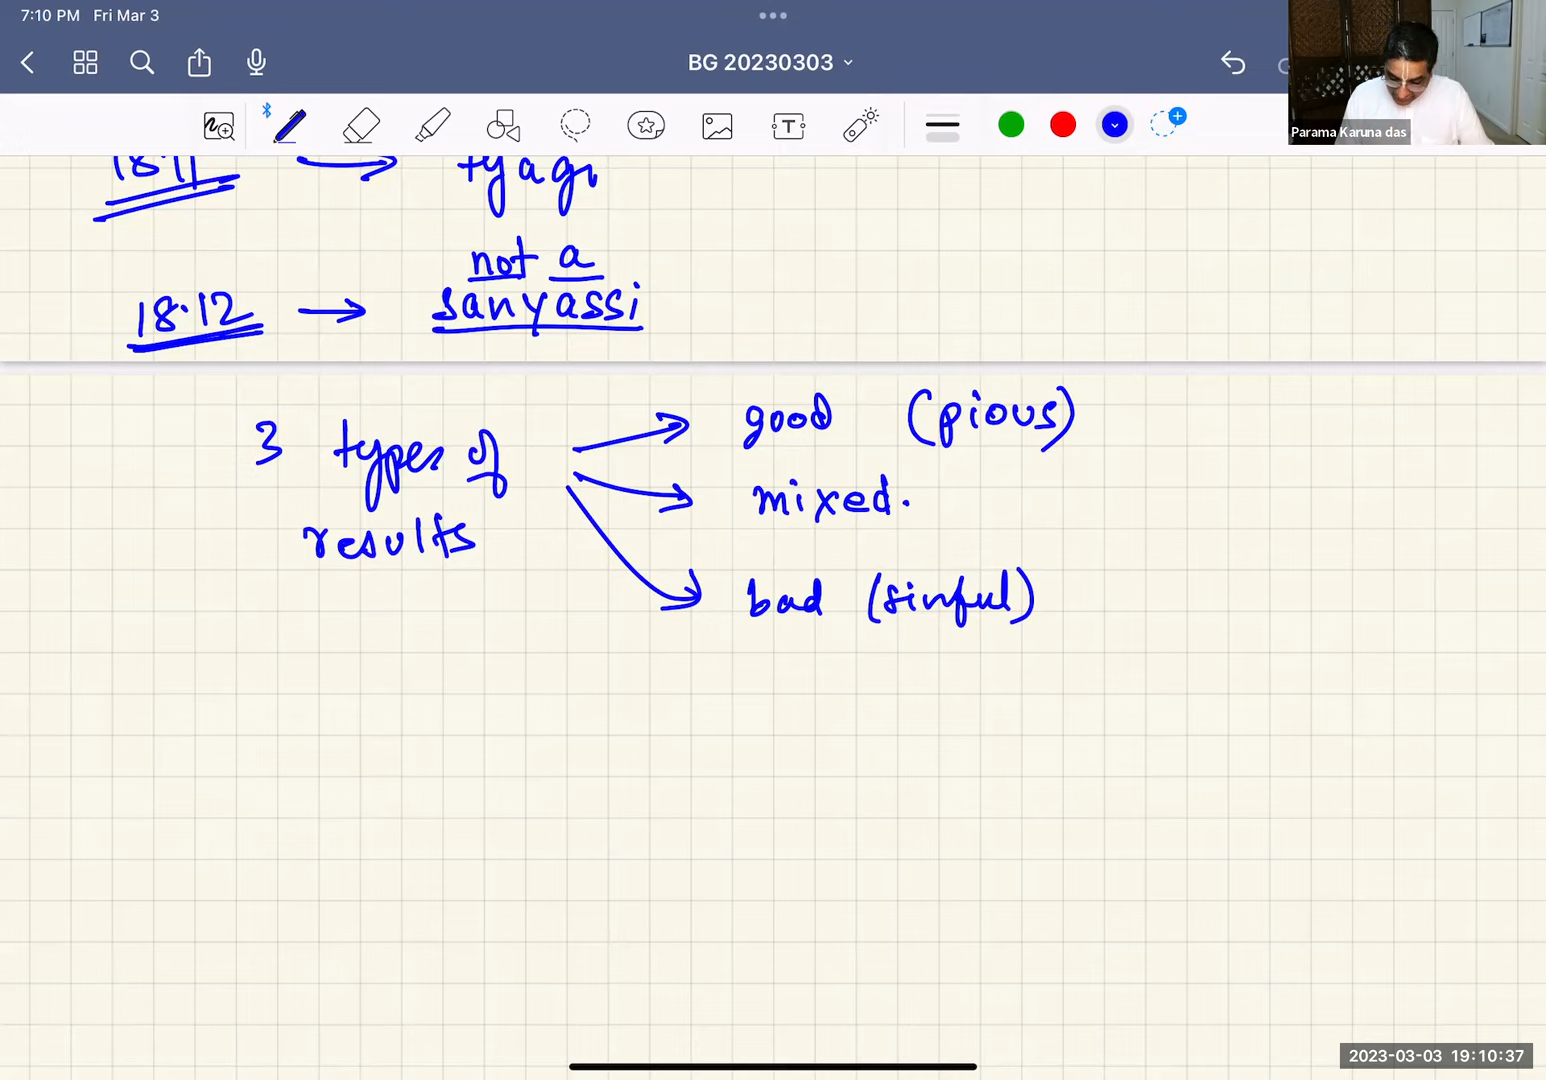 7:10 PM Fri Mar 3
BG 20230303
T
Parama Karuna das
18.11 → tyagi
not a
18.12 → sanyassi
3 types of → good (pious)
results → mixed.
→ bad (sinful)
2023-03-03 19:10:37